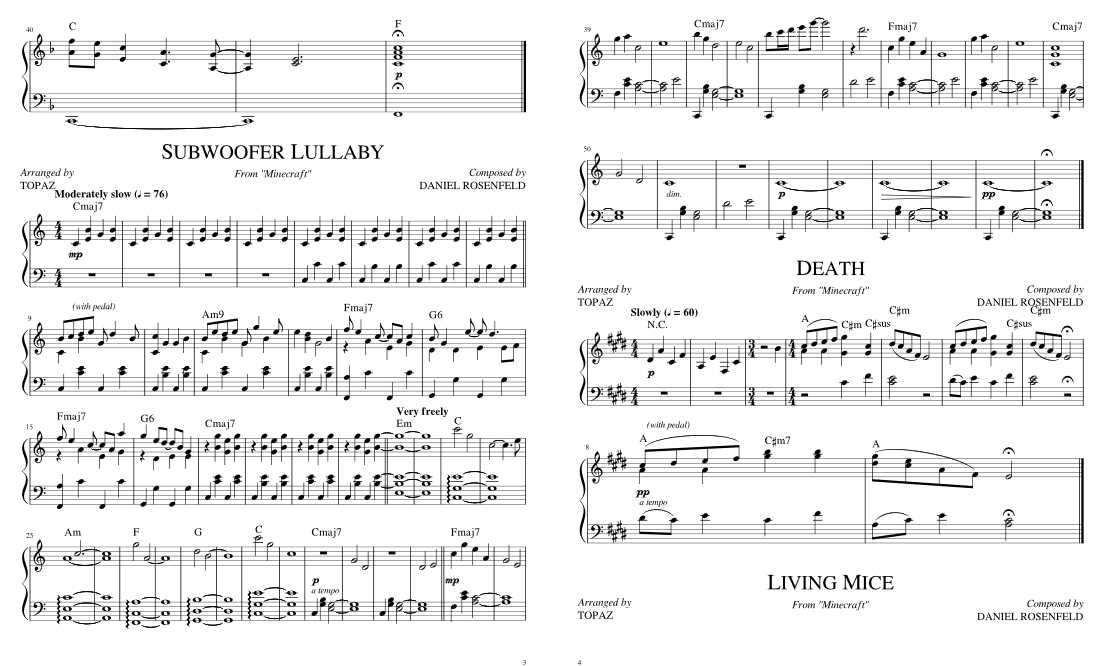 40
C
F
p
SUBWOOFER LULLABY
Arranged by
TOPAZ
From "Minecraft"
Composed by
DANIEL ROSENFELD
Moderately slow (♩ = 76)
Cmaj7
mp
9
(with pedal)
Am9
Fmaj7
G6
15
Fmaj7
G6
Cmaj7
Very freely
Em
C
25
Am
F
G
C
Cmaj7
Fmaj7
p
a tempo
mp
3
39
Cmaj7
Fmaj7
Cmaj7
50
dim.
p
pp
DEATH
Arranged by
TOPAZ
From "Minecraft"
Composed by
DANIEL ROSENFELD
Slowly (♩ = 60)
N.C.
A
C♯m
C♯sus
C♯m
C♯sus
C♯m
p
8
(with pedal)
A
C♯m7
A
pp
a tempo
LIVING MICE
Arranged by
TOPAZ
From "Minecraft"
Composed by
DANIEL ROSENFELD
4